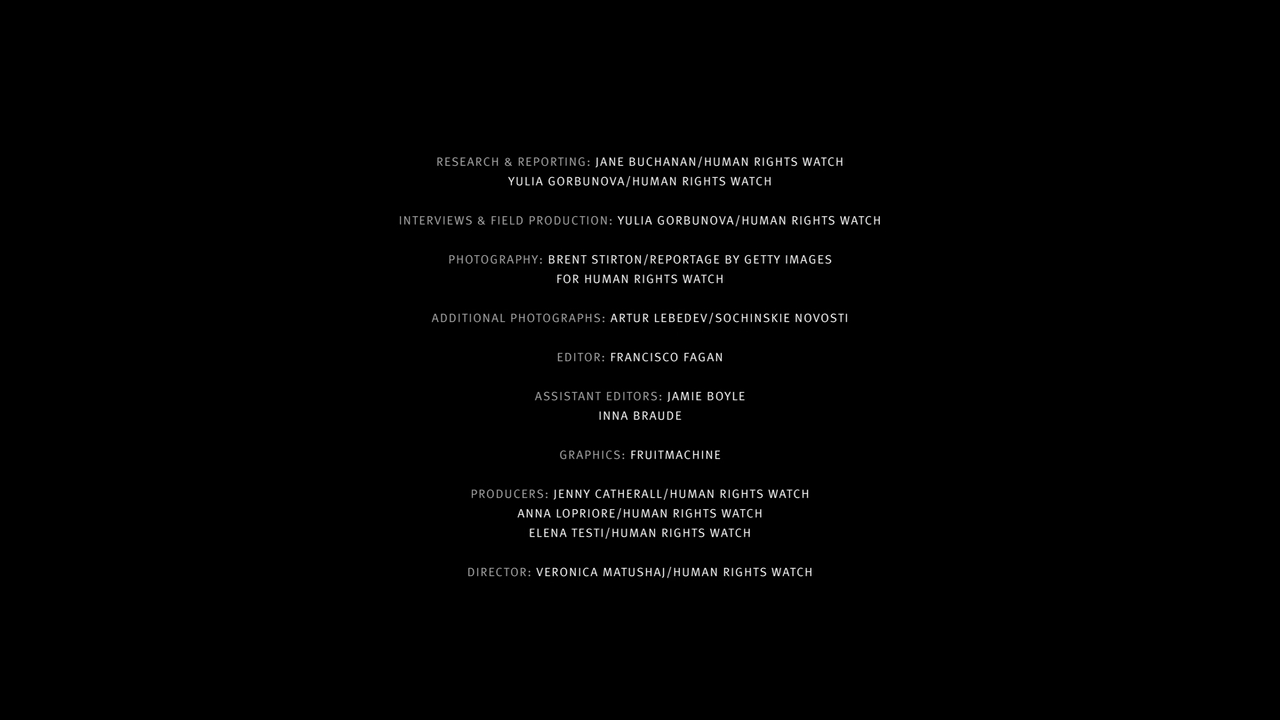 RESEARCH & REPORTING: JANE BUCHANAN/HUMAN RIGHTS WATCH
YULIA GORBUNOVA/HUMAN RIGHTS WATCH
INTERVIEWS & FIELD PRODUCTION: YULIA GORBUNOVA/HUMAN RIGHTS WATCH
PHOTOGRAPHY: BRENT STIRTON/REPORTAGE BY GETTY IMAGES
FOR HUMAN RIGHTS WATCH
ADDITIONAL PHOTOGRAPHS: ARTUR LEBEDEV/SOCHINSKIE NOVOSTI
EDITOR: FRANCISCO FAGAN
ASSISTANT EDITORS: JAMIE BOYLE
INNA BRAUDE
GRAPHICS: FRUITMACHINE
PRODUCERS: JENNY CATHERALL/HUMAN RIGHTS WATCH
ANNA LOPRIORE/HUMAN RIGHTS WATCH
ELENA TESTI/HUMAN RIGHTS WATCH
DIRECTOR: VERONICA MATUSHAJ/HUMAN RIGHTS WATCH